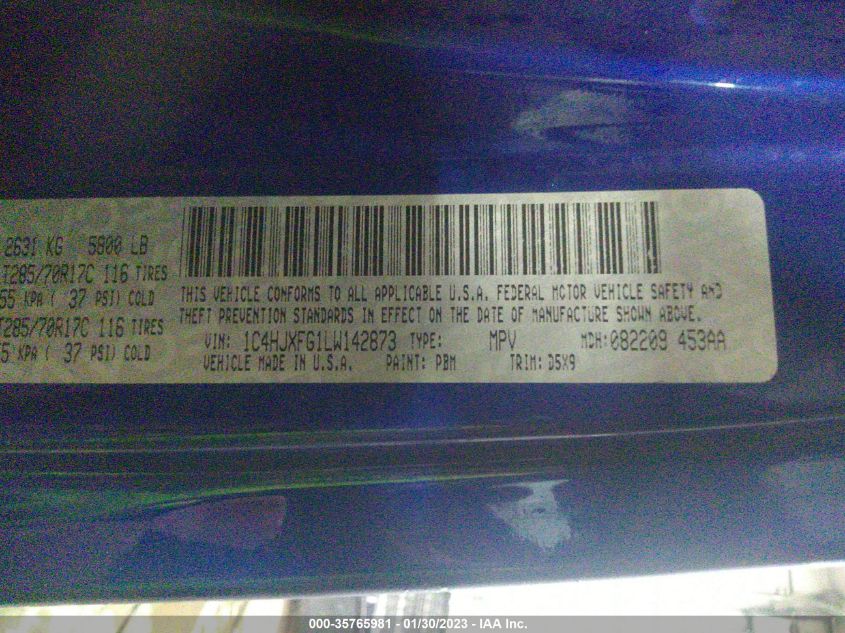 2631 KG 5800 LB
T285/70R17C 116 TIRES
55 KPA ( 37 PSI) COLD
T285/70R17C 116 TIRES
5 KPA ( 37 PSI) COLD
THIS VEHICLE CONFORMS TO ALL APPLICABLE U.S.A. FEDERAL MOTOR VEHICLE SAFETY AND
THEFT PREVENTION STANDARDS IN EFFECT ON THE DATE OF MANUFACTURE SHOWN ABOVE.
VIN: 1C4HJXFG1LW142873 TYPE: MPV MDH:082209 453AA
VEHICLE MADE IN U.S.A. PAINT: PBM TRIM: D5X9
000-35765981 - 01/30/2023 - IAA Inc.